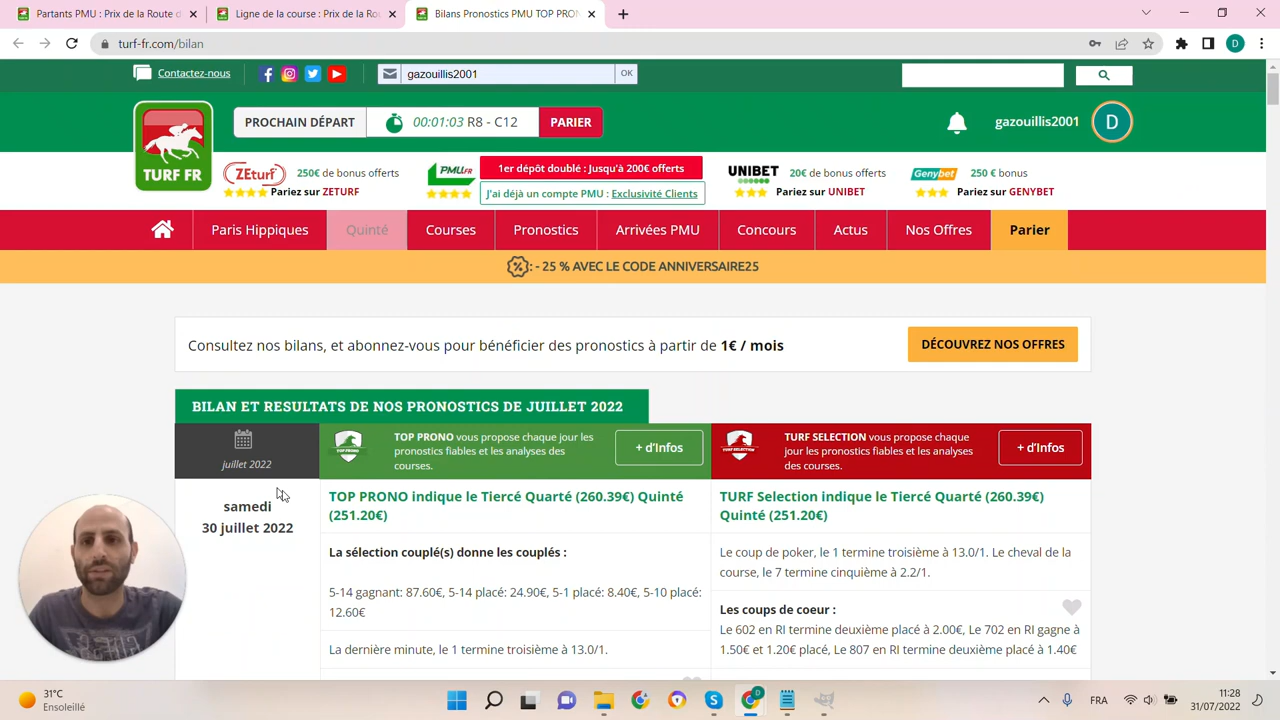 Partants PMU : Prix de la Route d
Ligne de la course : Prix de la Rou
Bilans Pronostics PMU TOP PRON
turf-fr.com/bilan
D
Contactez-nous
gazouillis2001
OK
TURF FR
PROCHAIN DÉPART
00:01:03 R8 - C12
PARIER
gazouillis2001
D
ZEturf
250€ de bonus offerts
Pariez sur ZETURF
PMU.FR
1er dépôt doublé : Jusqu'à 200€ offerts
J'ai déjà un compte PMU : Exclusivité Clients
UNIBET
20€ de bonus offerts
Pariez sur UNIBET
Genybet
250 € bonus
Pariez sur GENYBET
Paris Hippiques
Quinté
Courses
Pronostics
Arrivées PMU
Concours
Actus
Nos Offres
Parier
: - 25 % AVEC LE CODE ANNIVERSAIRE25
Consultez nos bilans, et abonnez-vous pour bénéficier des pronostics à partir de 1€ / mois
DÉCOUVREZ NOS OFFRES
BILAN ET RESULTATS DE NOS PRONOSTICS DE JUILLET 2022
juillet 2022
TOP PRONO
TOP PRONO vous propose chaque jour les
pronostics fiables et les analyses des
courses.
+ d'Infos
TURF SELECTION
TURF SELECTION vous propose chaque
jour les pronostics fiables et les analyses
des courses.
+ d'Infos
samedi
30 juillet 2022
TOP PRONO indique le Tiercé Quarté (260.39€) Quinté
(251.20€)
La sélection couplé(s) donne les couplés :
5-14 gagnant: 87.60€, 5-14 placé: 24.90€, 5-1 placé: 8.40€, 5-10 placé:
12.60€
La dernière minute, le 1 termine troisième à 13.0/1.
TURF Selection indique le Tiercé Quarté (260.39€)
Quinté (251.20€)
Le coup de poker, le 1 termine troisième à 13.0/1. Le cheval de la
course, le 7 termine cinquième à 2.2/1.
Les coups de coeur :
Le 602 en RI termine deuxième placé à 2.00€, Le 702 en RI gagne à
1.50€ et 1.20€ placé, Le 807 en RI termine deuxième placé à 1.40€
31°C
Ensoleillé
D
FRA
11:28
31/07/2022